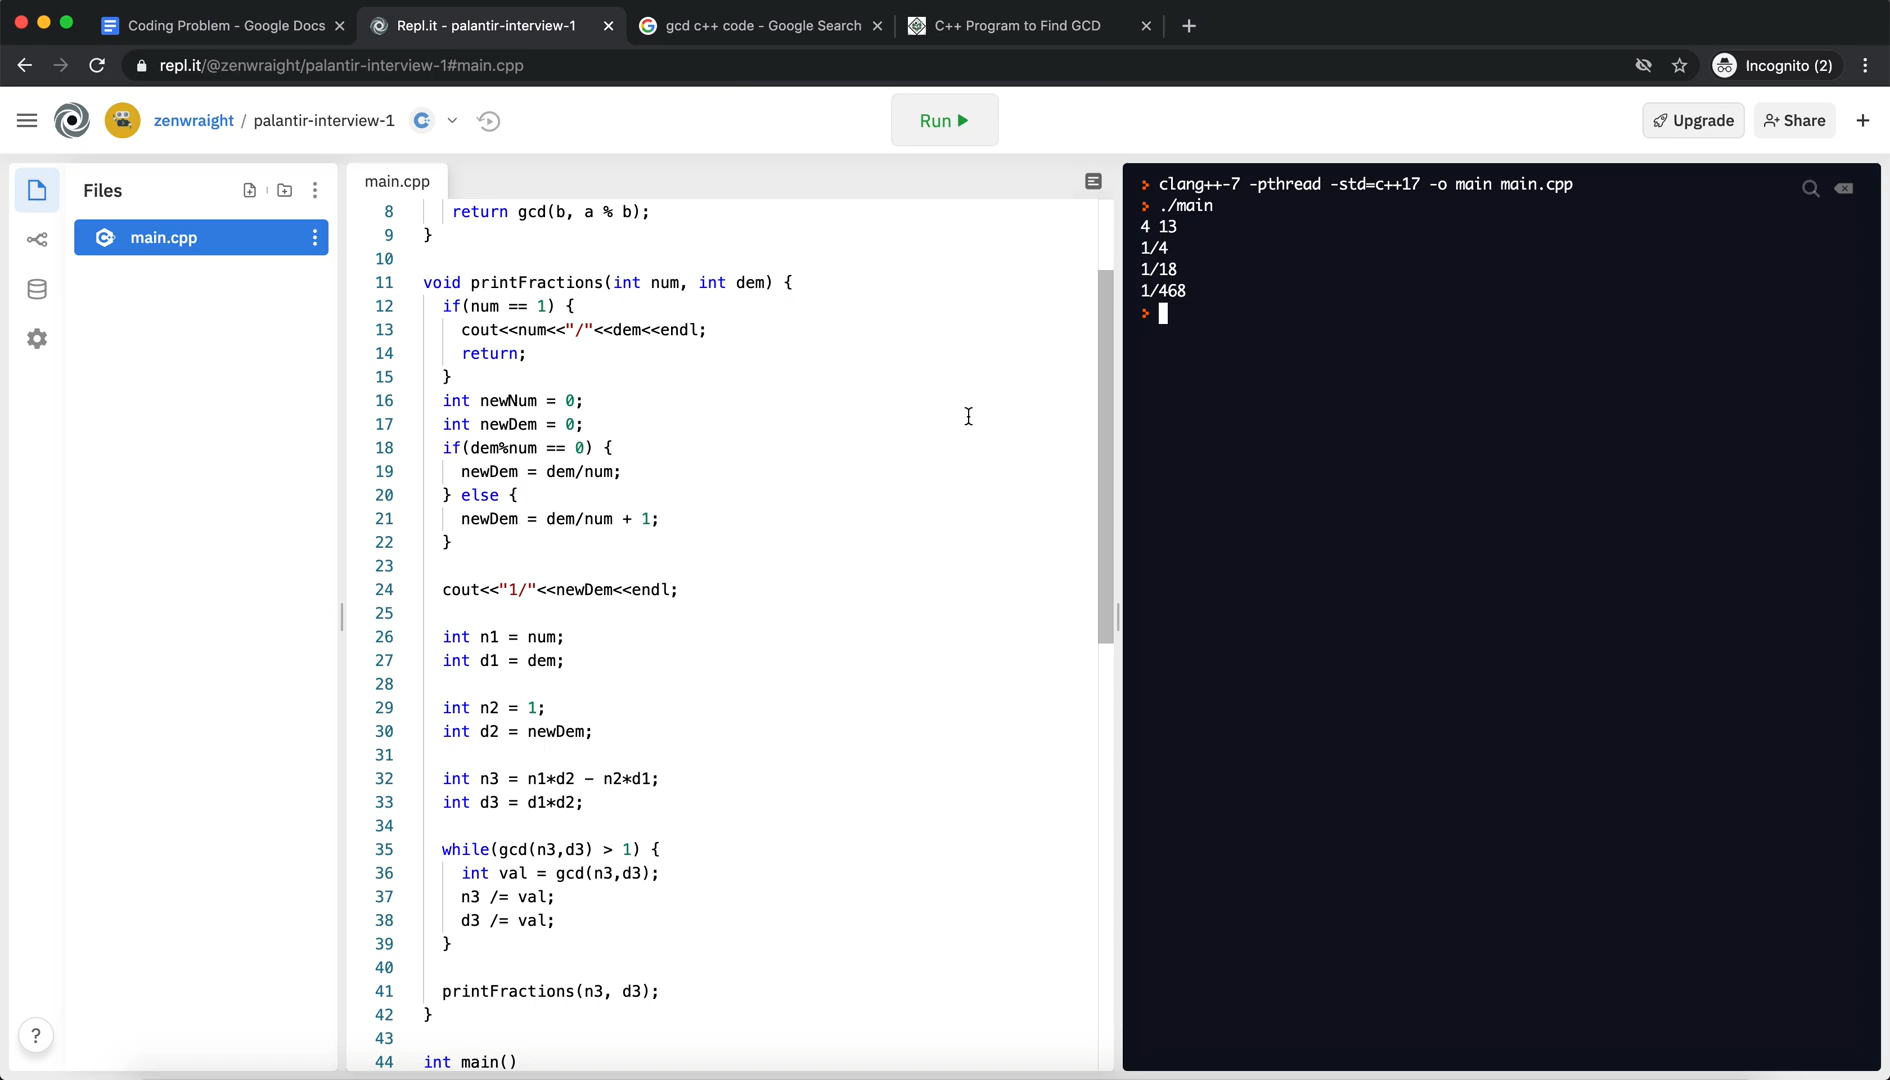 Coding Problem - Google Docs
Repl.it - palantir-interview-1
gcd c++ code - Google Search
C++ Program to Find GCD
repl.it/@zenwraight/palantir-interview-1#main.cpp
Incognito (2)
zenwraight / palantir-interview-1
Run
Upgrade
Share
Files
main.cpp
main.cpp
8 return gcd(b, a % b);
9 }
10
11 void printFractions(int num, int dem) {
12 if(num == 1) {
13 cout<<num<<"/"<<dem<<endl;
14 return;
15 }
16 int newNum = 0;
17 int newDem = 0;
18 if(dem%num == 0) {
19 newDem = dem/num;
20 } else {
21 newDem = dem/num + 1;
22 }
23
24 cout<<"1/"<<newDem<<endl;
25
26 int n1 = num;
27 int d1 = dem;
28
29 int n2 = 1;
30 int d2 = newDem;
31
32 int n3 = n1*d2 - n2*d1;
33 int d3 = d1*d2;
34
35 while(gcd(n3,d3) > 1) {
36 int val = gcd(n3,d3);
37 n3 /= val;
38 d3 /= val;
39 }
40
41 printFractions(n3, d3);
42 }
43
44 int main()
?
clang++-7 -pthread -std=c++17 -o main main.cpp
./main
4 13
1/4
1/18
1/468